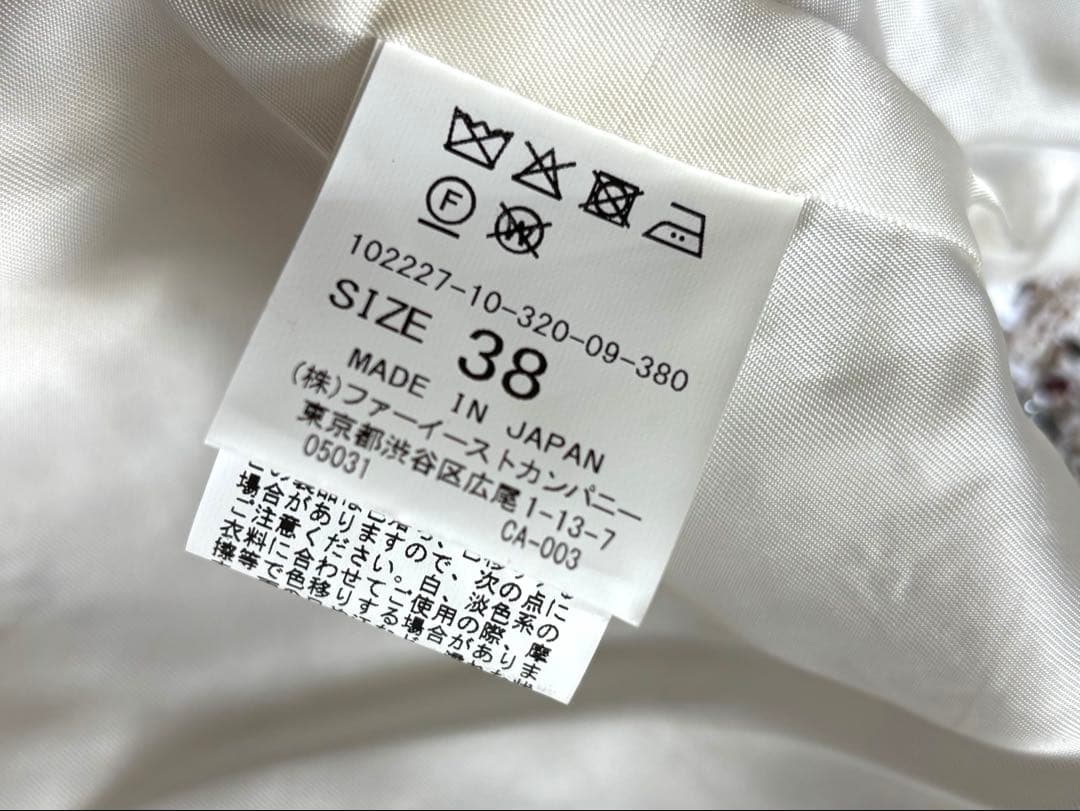 F
W
102227-10-320-09-380
SIZE 38
MADE IN JAPAN
(株)ファーイーストカンパニー
東京都渋谷区広尾1-13-7
05031 CA-003
場合がありますので、次の点に
ご注意ください。白、淡色系の
衣料に合わせてご使用の際、摩
擦等で色移りする場合がありま